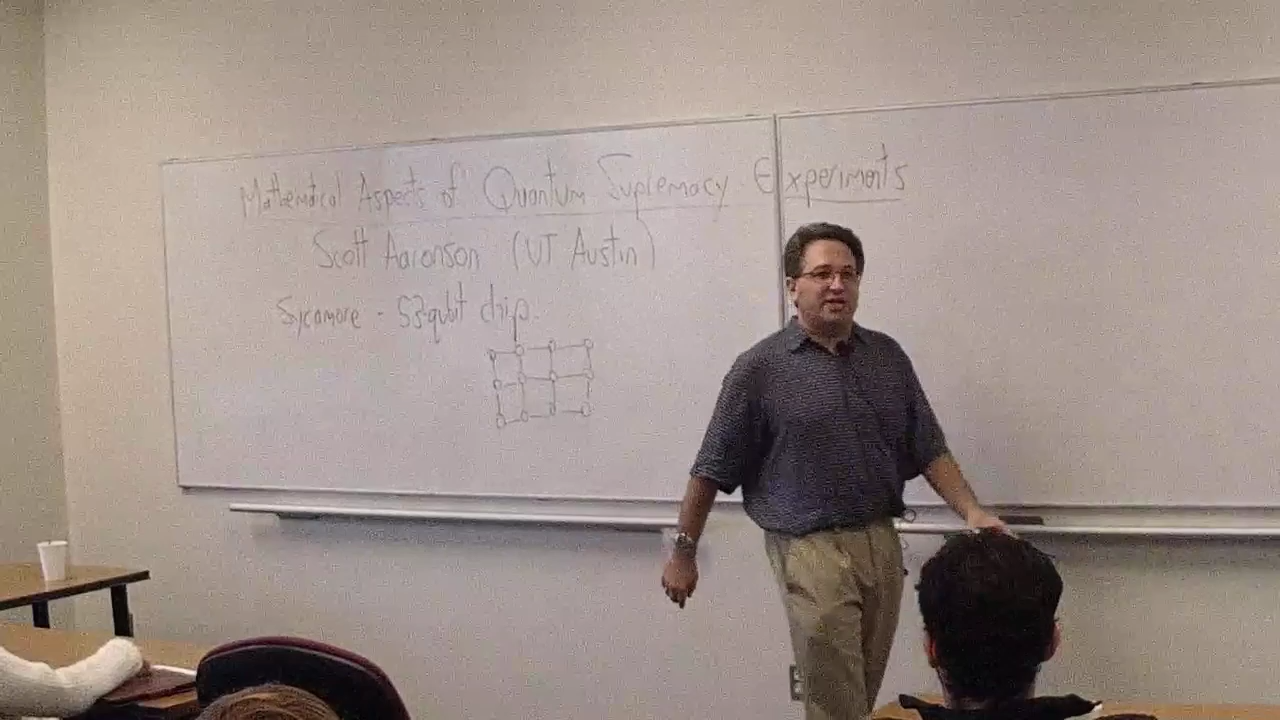 Mathematical Aspects of Quantum Supremacy Experiments
Scott Aaronson (UT Austin)
Sycamore - 53-qubit chip.